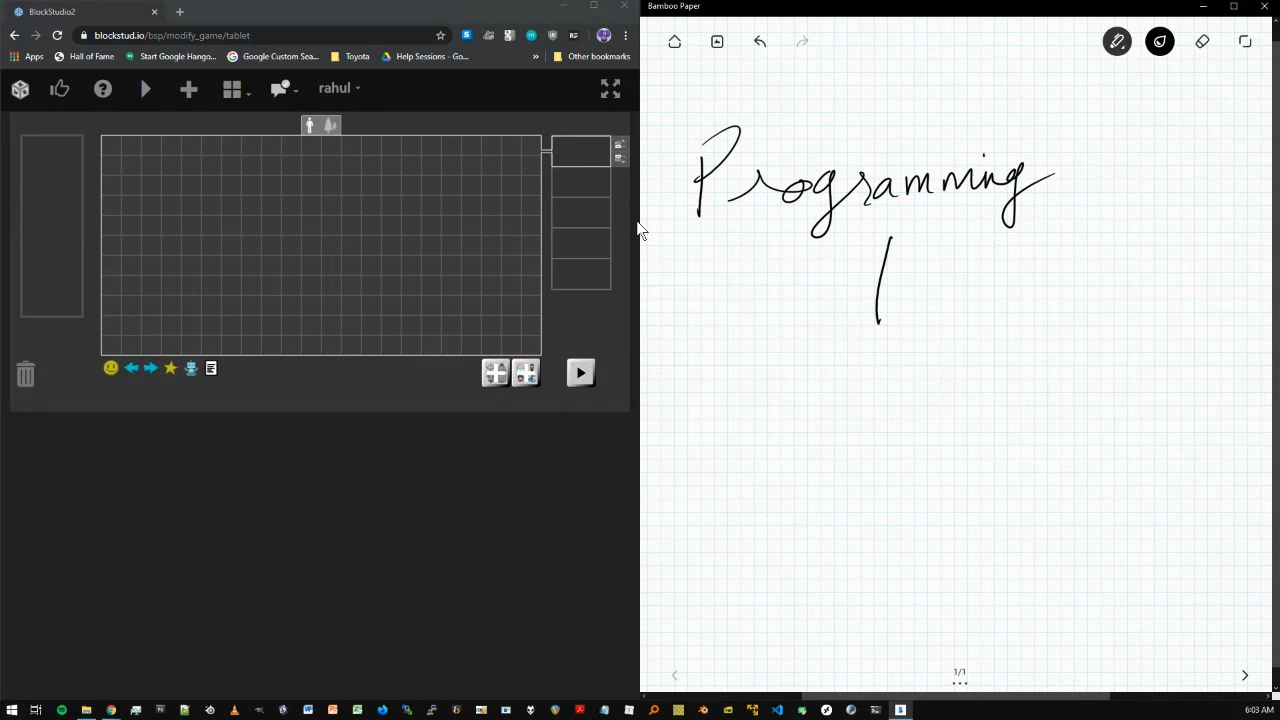 BlockStudio2
Bamboo Paper
blockstud.io/bsp/modify_game/tablet
Apps
Hall of Fame
Start Google Hango...
Google Custom Sea...
Toyota
Help Sessions - Go...
»
Other bookmarks
rahul
Programming
1/1
6:03 AM